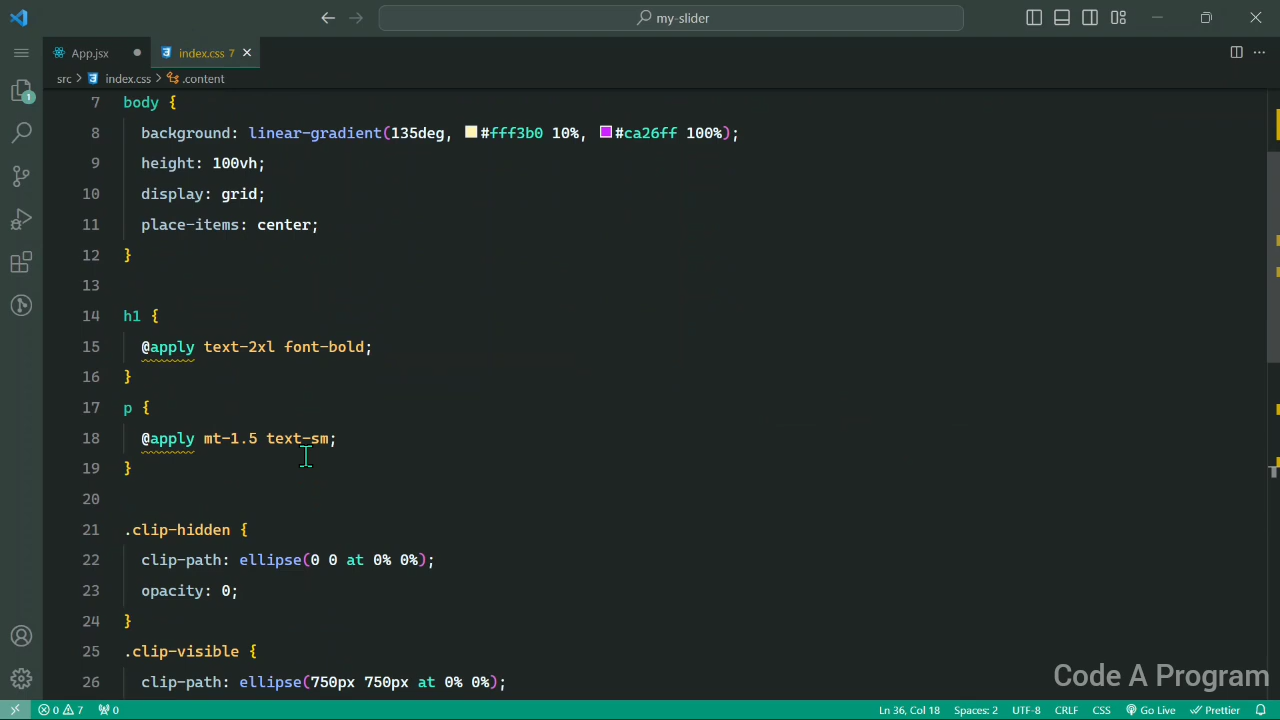 my-slider
App.jsx
index.css 7
src > index.css > .content
7 body {
8 background: linear-gradient(135deg, #fff3b0 10%, #ca26ff 100%);
9 height: 100vh;
10 display: grid;
11 place-items: center;
12 }
13
14 h1 {
15 @apply text-2xl font-bold;
16 }
17 p {
18 @apply mt-1.5 text-sm;
19 }
20
21 .clip-hidden {
22 clip-path: ellipse(0 0 at 0% 0%);
23 opacity: 0;
24 }
25 .clip-visible {
26 clip-path: ellipse(750px 750px at 0% 0%);
1
Code A Program
0 7 0 Ln 36, Col 18 Spaces: 2 UTF-8 CRLF CSS Go Live Prettier